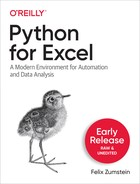 O'REILLY®
Python for Excel
A Modern Environment for Automation
and Data Analysis
Early
Release
RAW &
UNEDITED
Felix Zumstein